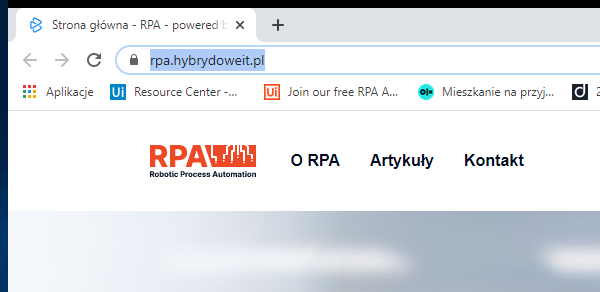 Strona główna - RPA - powered b
rpa.hybrydoweit.pl
Aplikacje Ui Resource Center -... Ui Join our free RPA A... olx Mieszkanie na przyj... d 2
RPA O RPA Artykuły Kontakt
Robotic Process Automation